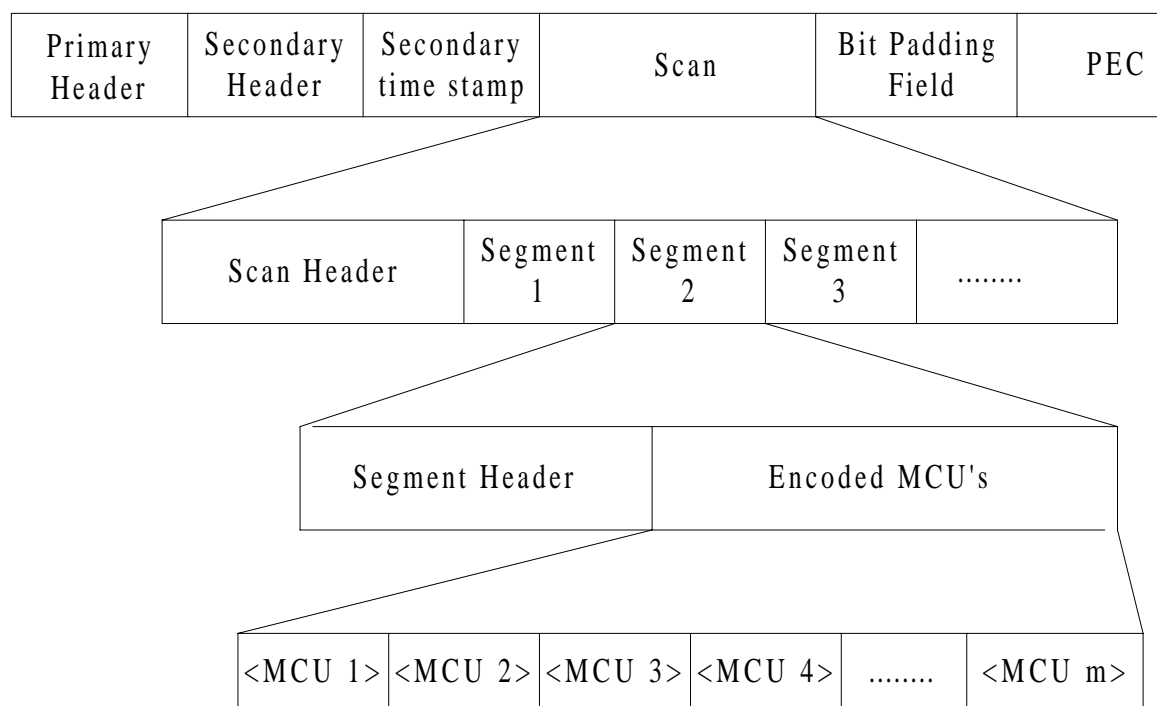 Primary Header
Secondary Header
Secondary time stamp
Scan
Bit Padding Field
PEC
Scan Header
Segment 1
Segment 2
Segment 3
........
Segment Header
Encoded MCU's
<MCU 1>
<MCU 2>
<MCU 3>
<MCU 4>
........
<MCU m>